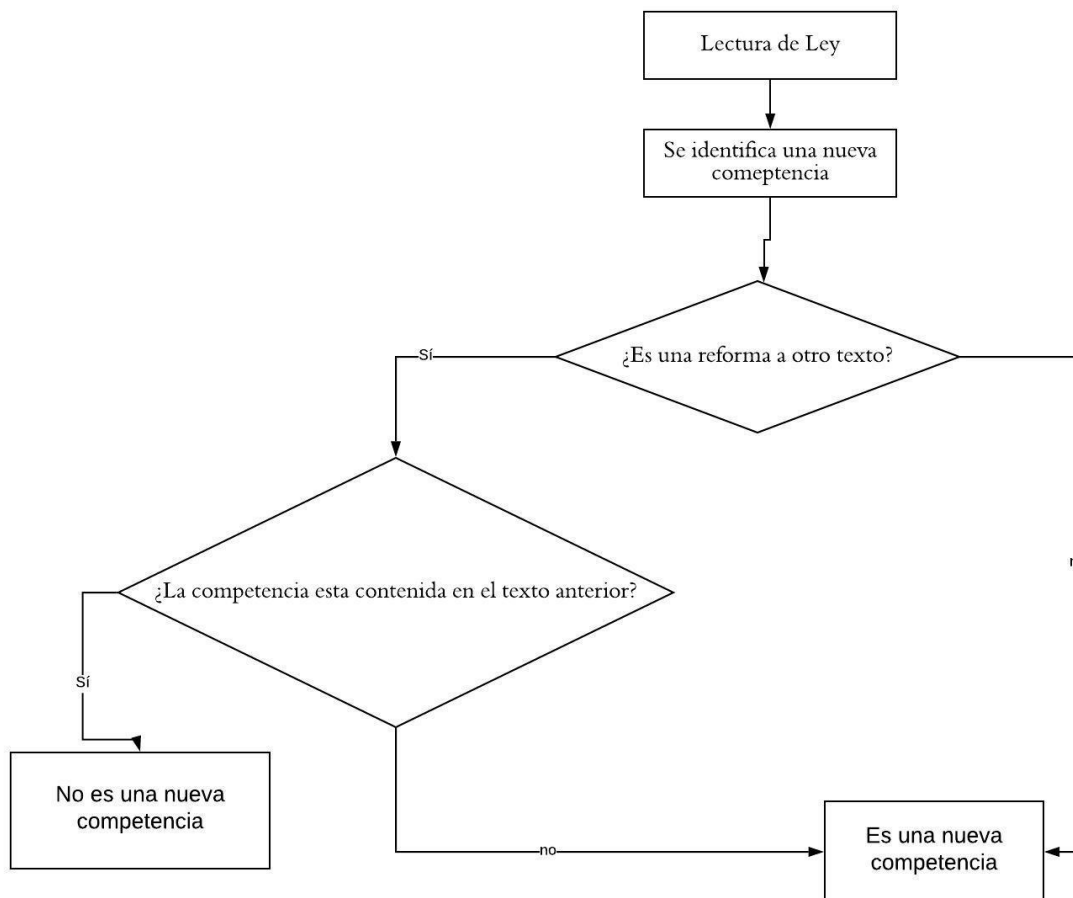 Lectura de Ley
Se identifica una nueva
comeptencia
¿Es una reforma a otro texto?
Sí
¿La competencia esta contenida en el texto anterior?
Sí
No es una nueva
competencia
no
Es una nueva
competencia